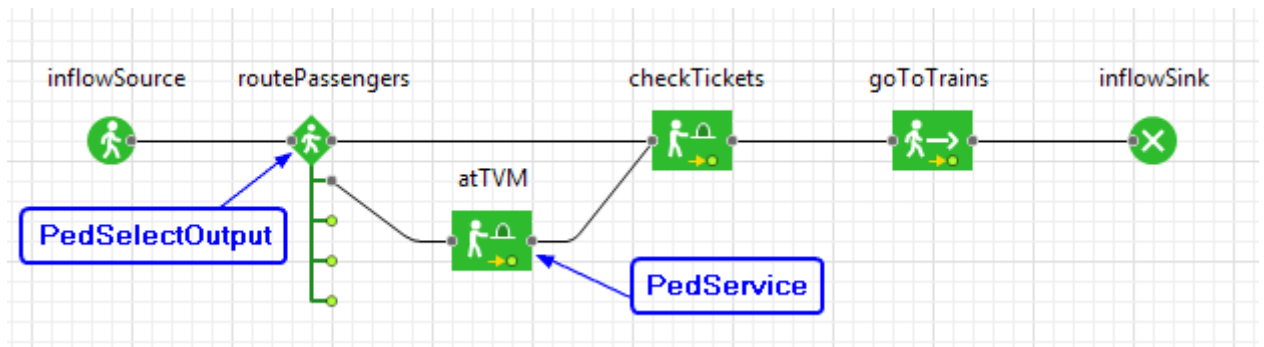 inflowSource
routePassengers
checkTickets
goToTrains
inflowSink
atTVM
PedSelectOutput
PedService